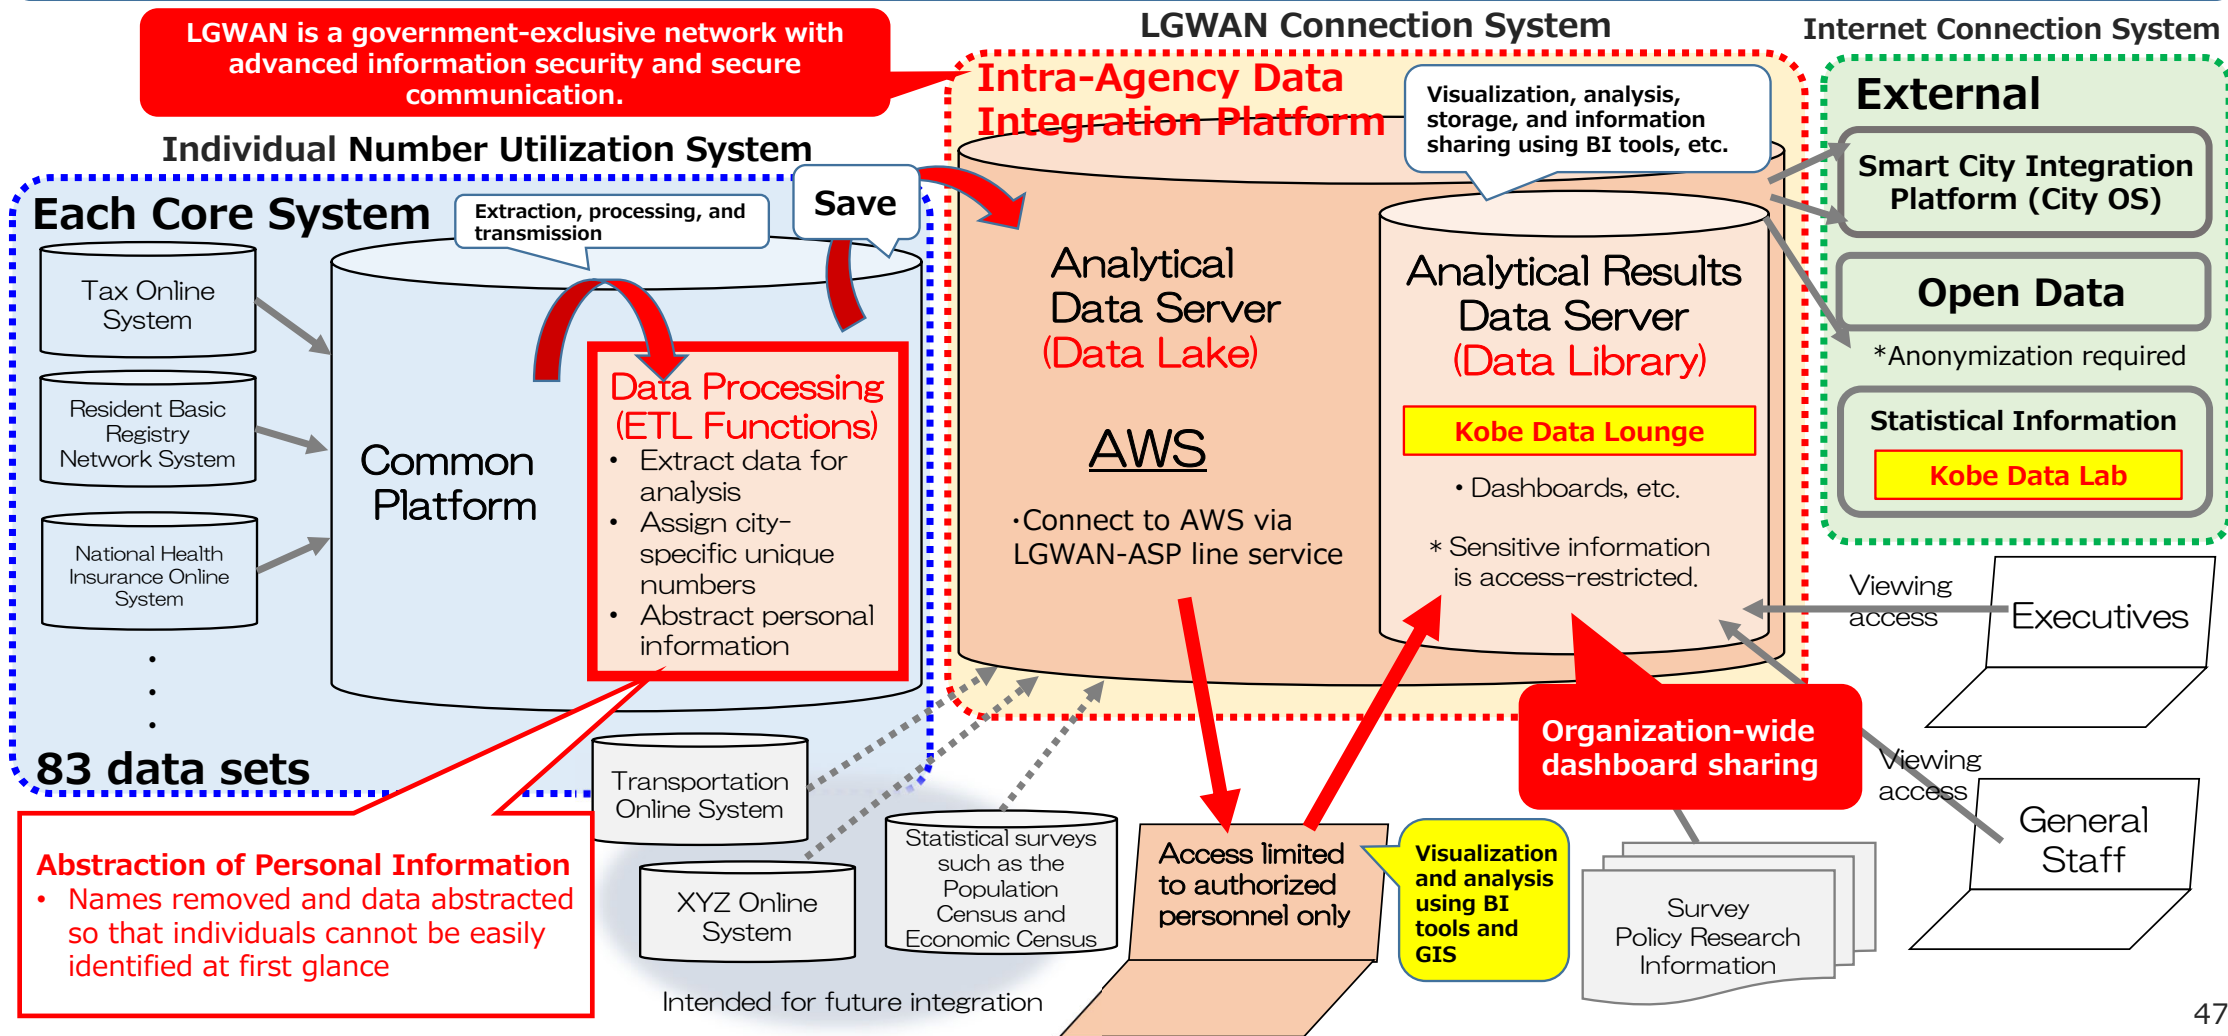 LGWAN is a government-exclusive network with
advanced information security and secure
communication.
LGWAN Connection System
Internet Connection System
Individual Number Utilization System
Each Core System
Extraction, processing, and
transmission
Save
Tax Online
System
Resident Basic
Registry
Network System
National Health
Insurance Online
System
・
・
・
83 data sets
Common
Platform
Data Processing
(ETL Functions)
• Extract data for
analysis
• Assign city-
specific unique
numbers
• Abstract personal
information
Abstraction of Personal Information
• Names removed and data abstracted
so that individuals cannot be easily
identified at first glance
Intra-Agency Data
Integration Platform
Visualization, analysis,
storage, and information
sharing using BI tools, etc.
Analytical
Data Server
(Data Lake)
AWS
・Connect to AWS via
LGWAN-ASP line service
Analytical Results
Data Server
(Data Library)
Kobe Data Lounge
• Dashboards, etc.
* Sensitive information
is access-restricted.
External
Smart City Integration
Platform (City OS)
Open Data
*Anonymization required
Statistical Information
Kobe Data Lab
Viewing
access
Executives
Organization-wide
dashboard sharing
Viewing
access
General
Staff
Transportation
Online System
XYZ Online
System
Statistical surveys
such as the
Population
Census and
Economic Census
Intended for future integration
Access limited
to authorized
personnel only
Visualization
and analysis
using BI
tools and
GIS
Survey
Policy Research
Information
47